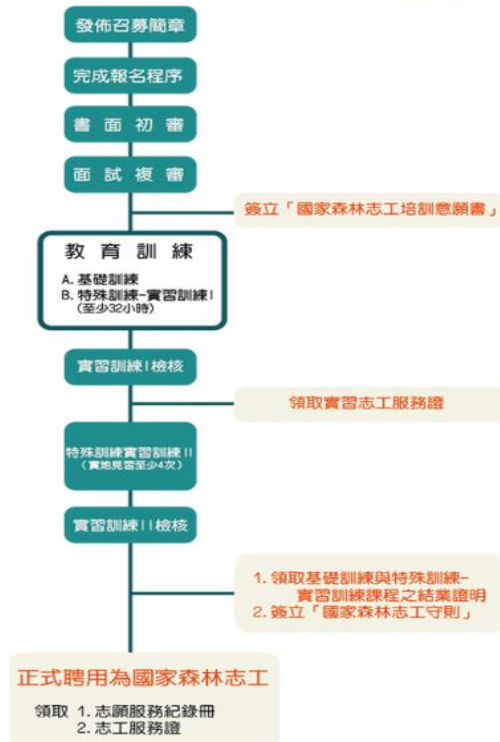 發佈召募簡章
完成報名程序
書面初審
面試複審
簽立「國家森林志工培訓意願書」
教育訓練
A. 基礎訓練
B. 特殊訓練-實習訓練I
(至少32小時)
實習訓練I檢核
領取實習志工服務證
特殊訓練實習訓練II
(實地見習至少4次)
實習訓練II檢核
1. 領取基礎訓練與特殊訓練-
實習訓練課程之結業證明
2. 簽立「國家森林志工守則」
正式聘用為國家森林志工
領取 1. 志願服務紀錄冊
2. 志工服務證